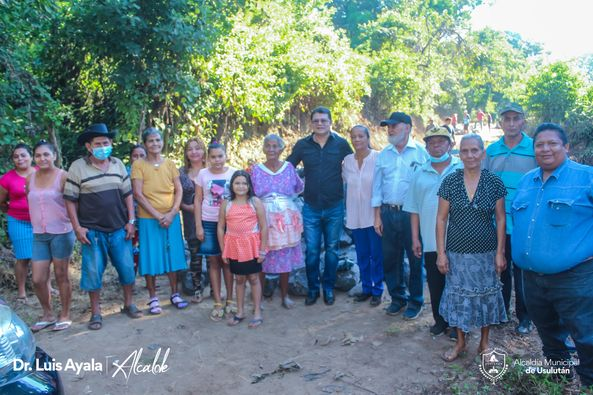 Dr. Luis Ayala Alcalde
Alcaldía Municipal
de Usulután